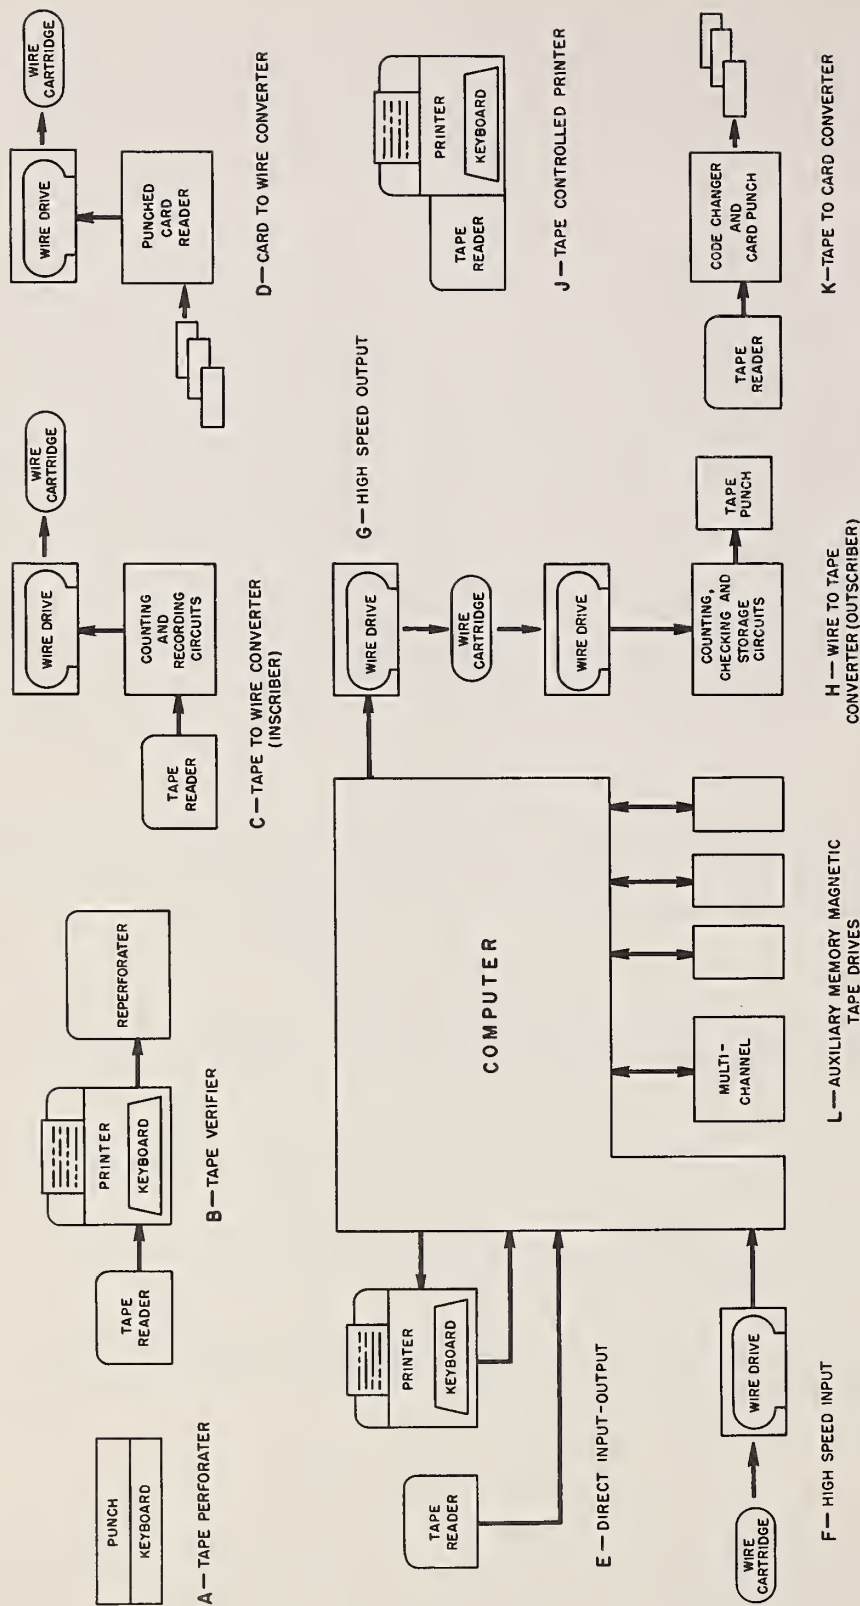 PUNCH
KEYBOARD
A—TAPE PERFORATER
TAPE
READER
PRINTER
KEYBOARD
REPERFORATER
B—TAPE VERIFIER
TAPE
READER
COUNTING
AND
RECORDING
CIRCUITS
WIRE DRIVE
WIRE
CARTRIDGE
C—TAPE TO WIRE CONVERTER
(INSCRIBER)
PUNCHED
CARD
READER
WIRE DRIVE
WIRE
CARTRIDGE
D—CARD TO WIRE CONVERTER
TAPE
READER
PRINTER
KEYBOARD
E—DIRECT INPUT-OUTPUT
WIRE
CARTRIDGE
WIRE DRIVE
F—HIGH SPEED INPUT
COMPUTER
MULTI-
CHANNEL
L—AUXILIARY MEMORY MAGNETIC
TAPE DRIVES
WIRE DRIVE
G—HIGH SPEED OUTPUT
WIRE
CARTRIDGE
WIRE DRIVE
COUNTING,
CHECKING AND
STORAGE
CIRCUITS
TAPE
PUNCH
H—WIRE TO TAPE
CONVERTER(OUTSCRIBER)
TAPE
READER
PRINTER
KEYBOARD
J—TAPE CONTROLLED PRINTER
TAPE
READER
CODE CHANGER
AND
CARD PUNCH
K—TAPE TO CARD CONVERTER